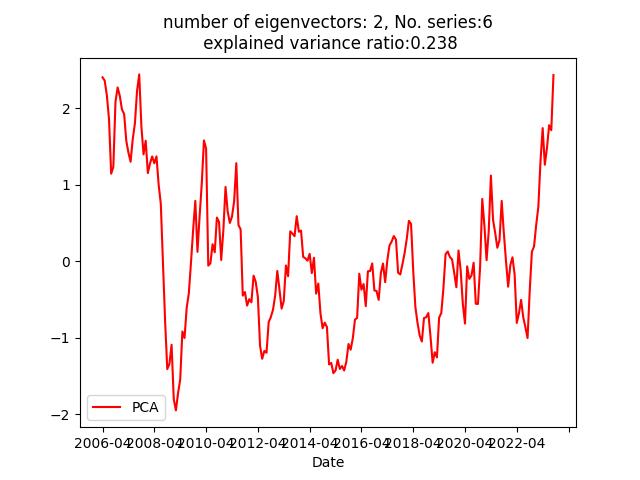 number of eigenvectors: 2, No. series:6
explained variance ratio:0.238
2
1
0
−1
−2
PCA
2006-04 2008-04 2010-04 2012-04 2014-04 2016-04 2018-04 2020-04 2022-04
Date